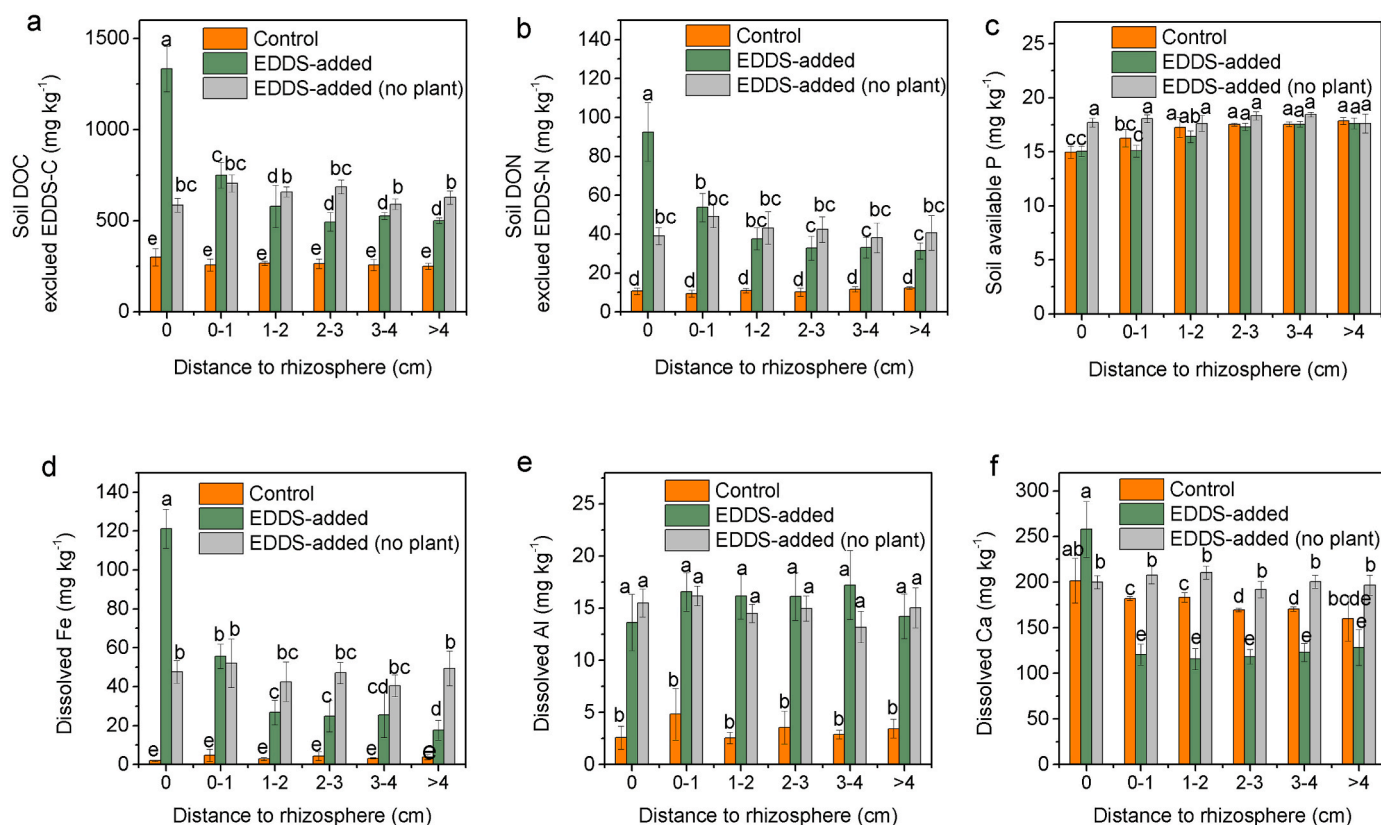 a
Soil DOC
exclued EDDS-C (mg kg⁻¹)
1500
1000
500
0
Control
EDDS-added
EDDS-added (no plant)
a
e
bc
e
c
bc
e
d
b
e
d
bc
e
d
b
e
d
b
0
0-1
1-2
2-3
3-4
>4
Distance to rhizosphere (cm)
b
Soil DON
exclued EDDS-N (mg kg⁻¹)
140
120
100
80
60
40
20
0
Control
EDDS-added
EDDS-added (no plant)
d
a
bc
d
b
bc
d
bc
bc
d
c
bc
d
bc
bc
d
c
bc
0
0-1
1-2
2-3
3-4
>4
Distance to rhizosphere (cm)
c
Soil available P (mg kg⁻¹)
25
20
15
10
5
0
Control
EDDS-added
EDDS-added (no plant)
c
c
a
bc
c
a
a
ab
a
a
a
a
a
a
a
a
a
a
0
0-1
1-2
2-3
3-4
>4
Distance to rhizosphere (cm)
d
Dissolved Fe (mg kg⁻¹)
140
120
100
80
60
40
20
0
Control
EDDS-added
EDDS-added (no plant)
e
a
b
e
b
b
e
c
bc
e
d
bc
e
cd
bc
e
d
b
0
0-1
1-2
2-3
3-4
>4
Distance to rhizosphere (cm)
e
Dissolved Al (mg kg⁻¹)
25
20
15
10
5
0
Control
EDDS-added
EDDS-added (no plant)
b
a
a
b
a
a
b
a
a
b
a
a
b
a
a
b
a
a
0
0-1
1-2
2-3
3-4
>4
Distance to rhizosphere (cm)
f
Dissolved Ca (mg kg⁻¹)
300
250
200
150
100
50
0
Control
EDDS-added
EDDS-added (no plant)
ab
a
b
c
e
b
c
e
b
d
e
b
d
e
b
bcde
e
b
0
0-1
1-2
2-3
3-4
>4
Distance to rhizosphere (cm)